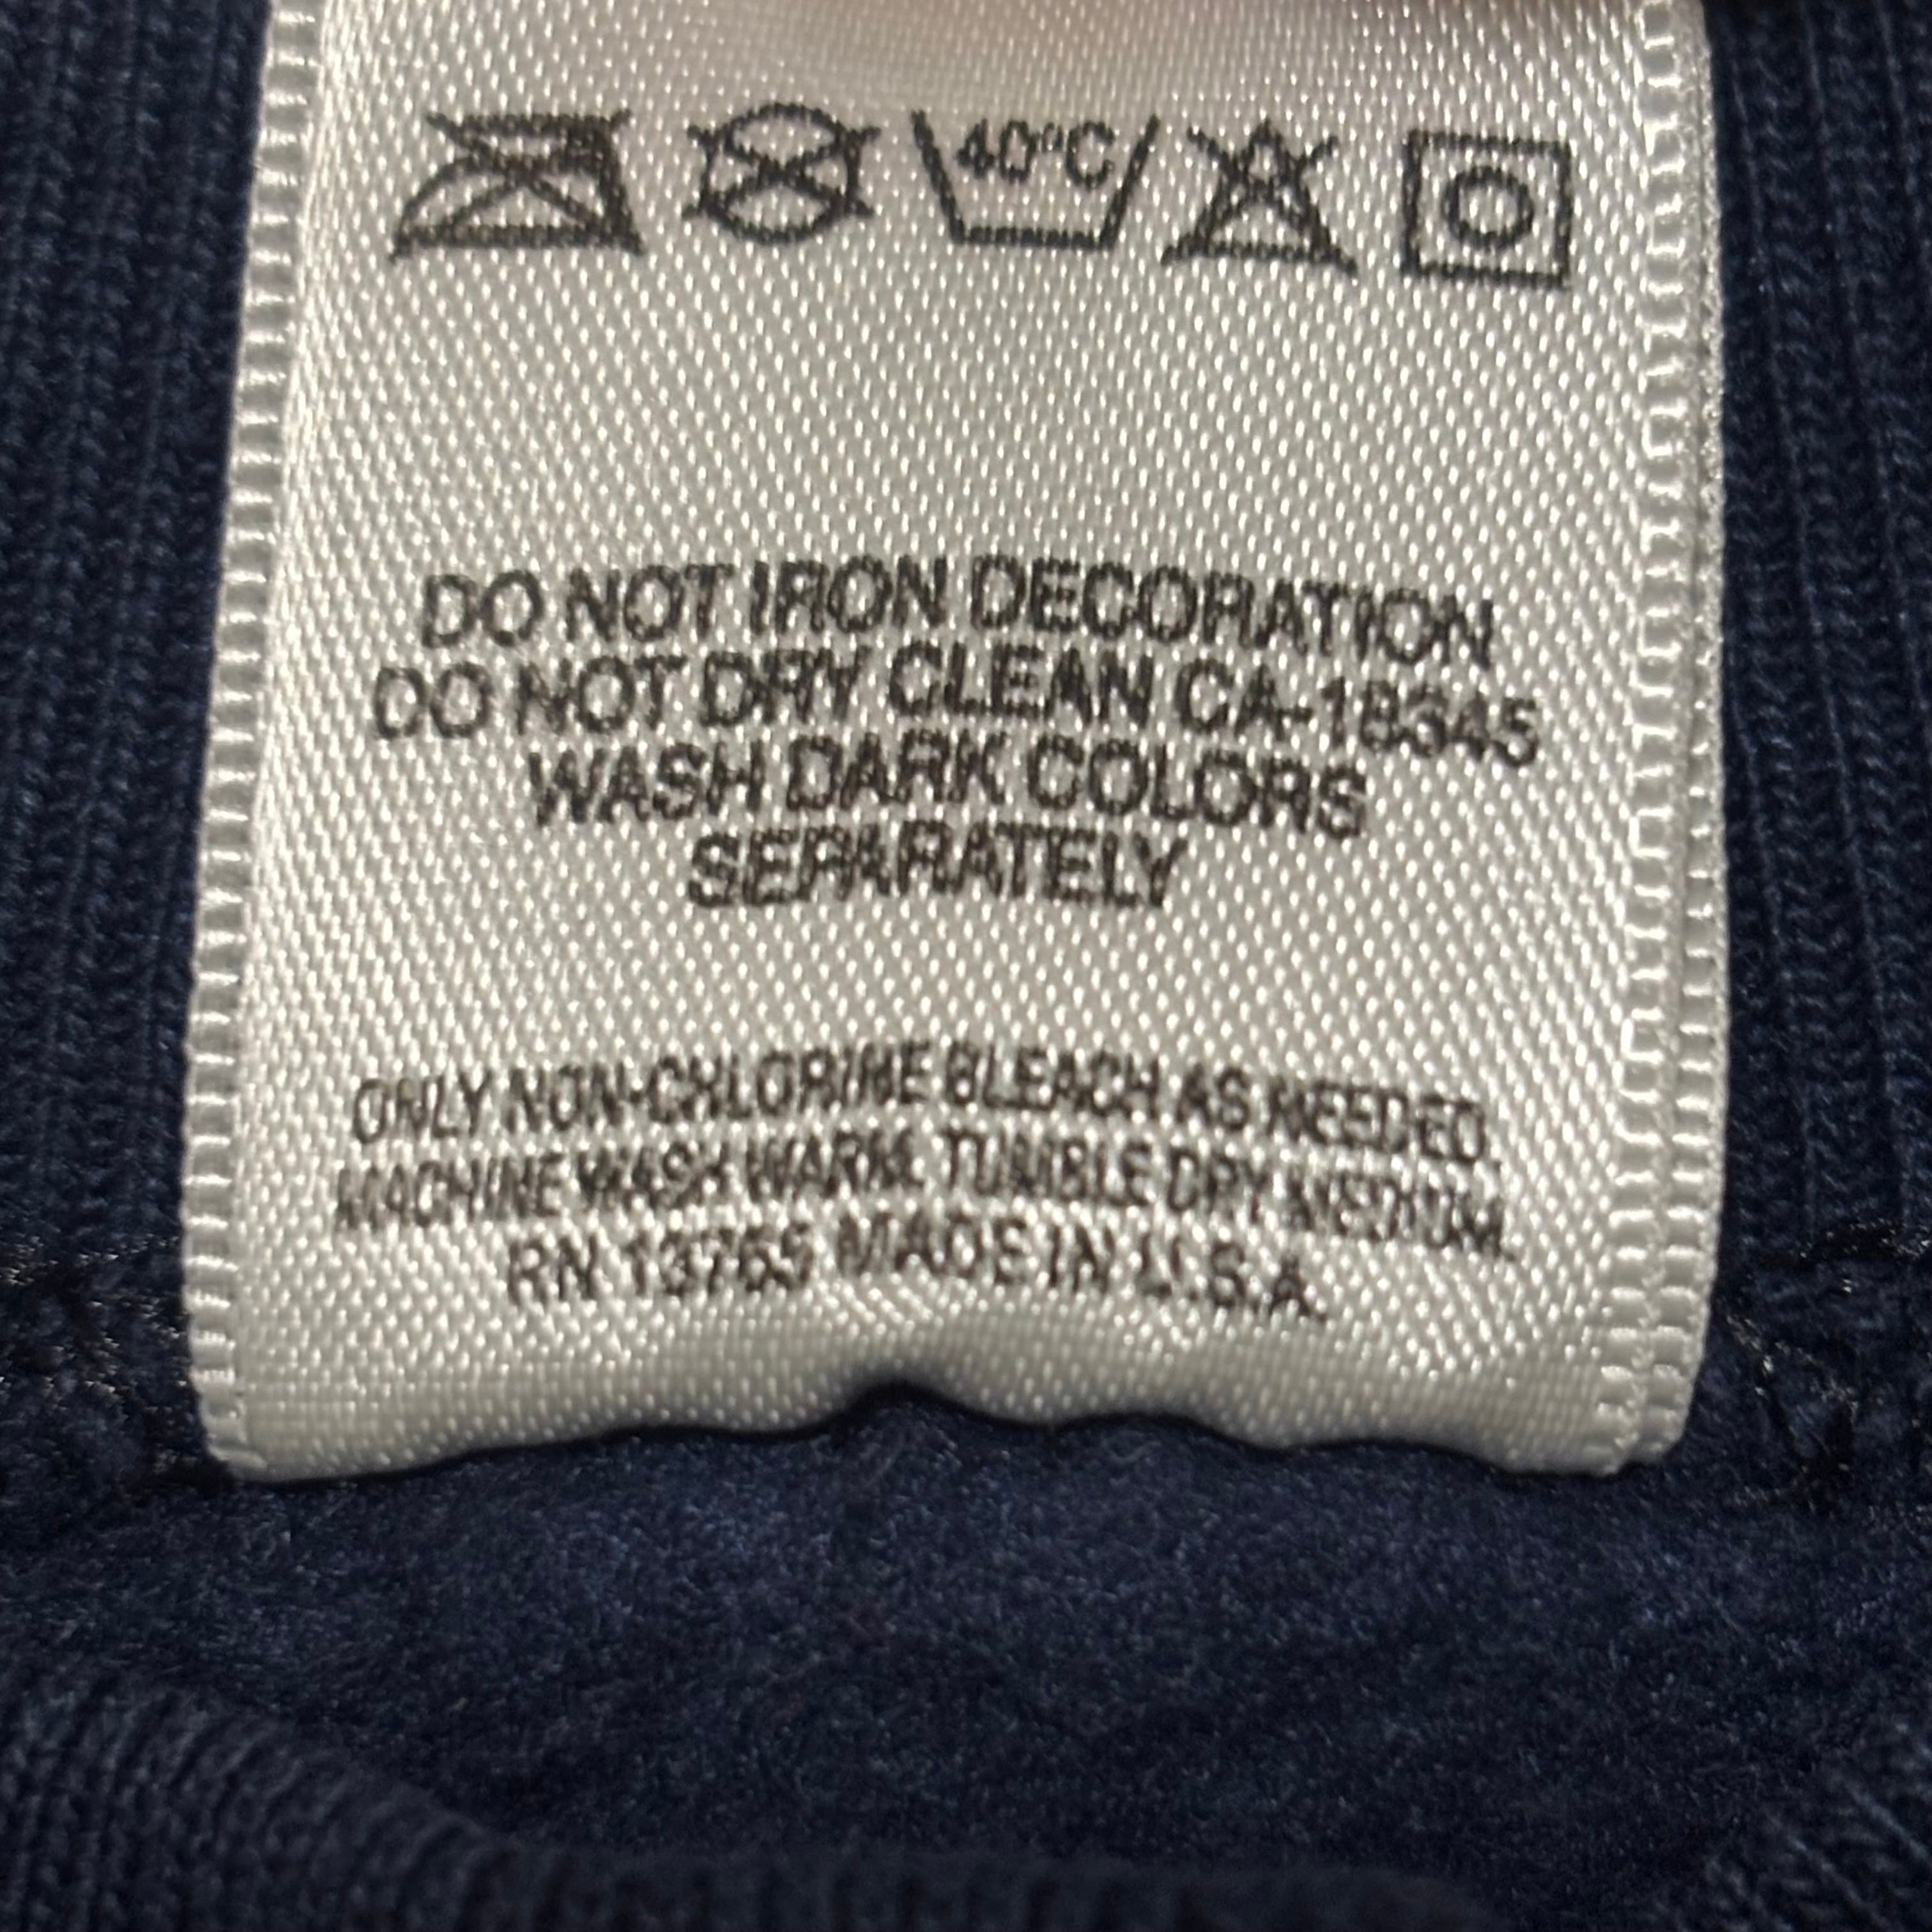 40°C
DO NOT IRON DECORATION
DO NOT DRY CLEAN CA-18345
WASH DARK COLORS
SEPARATELY
ONLY NON-CHLORINE BLEACH AS NEEDED.
MACHINE WASH WARM. TUMBLE DRY MEDIUM.
RN 13765 MADE IN U.S.A.